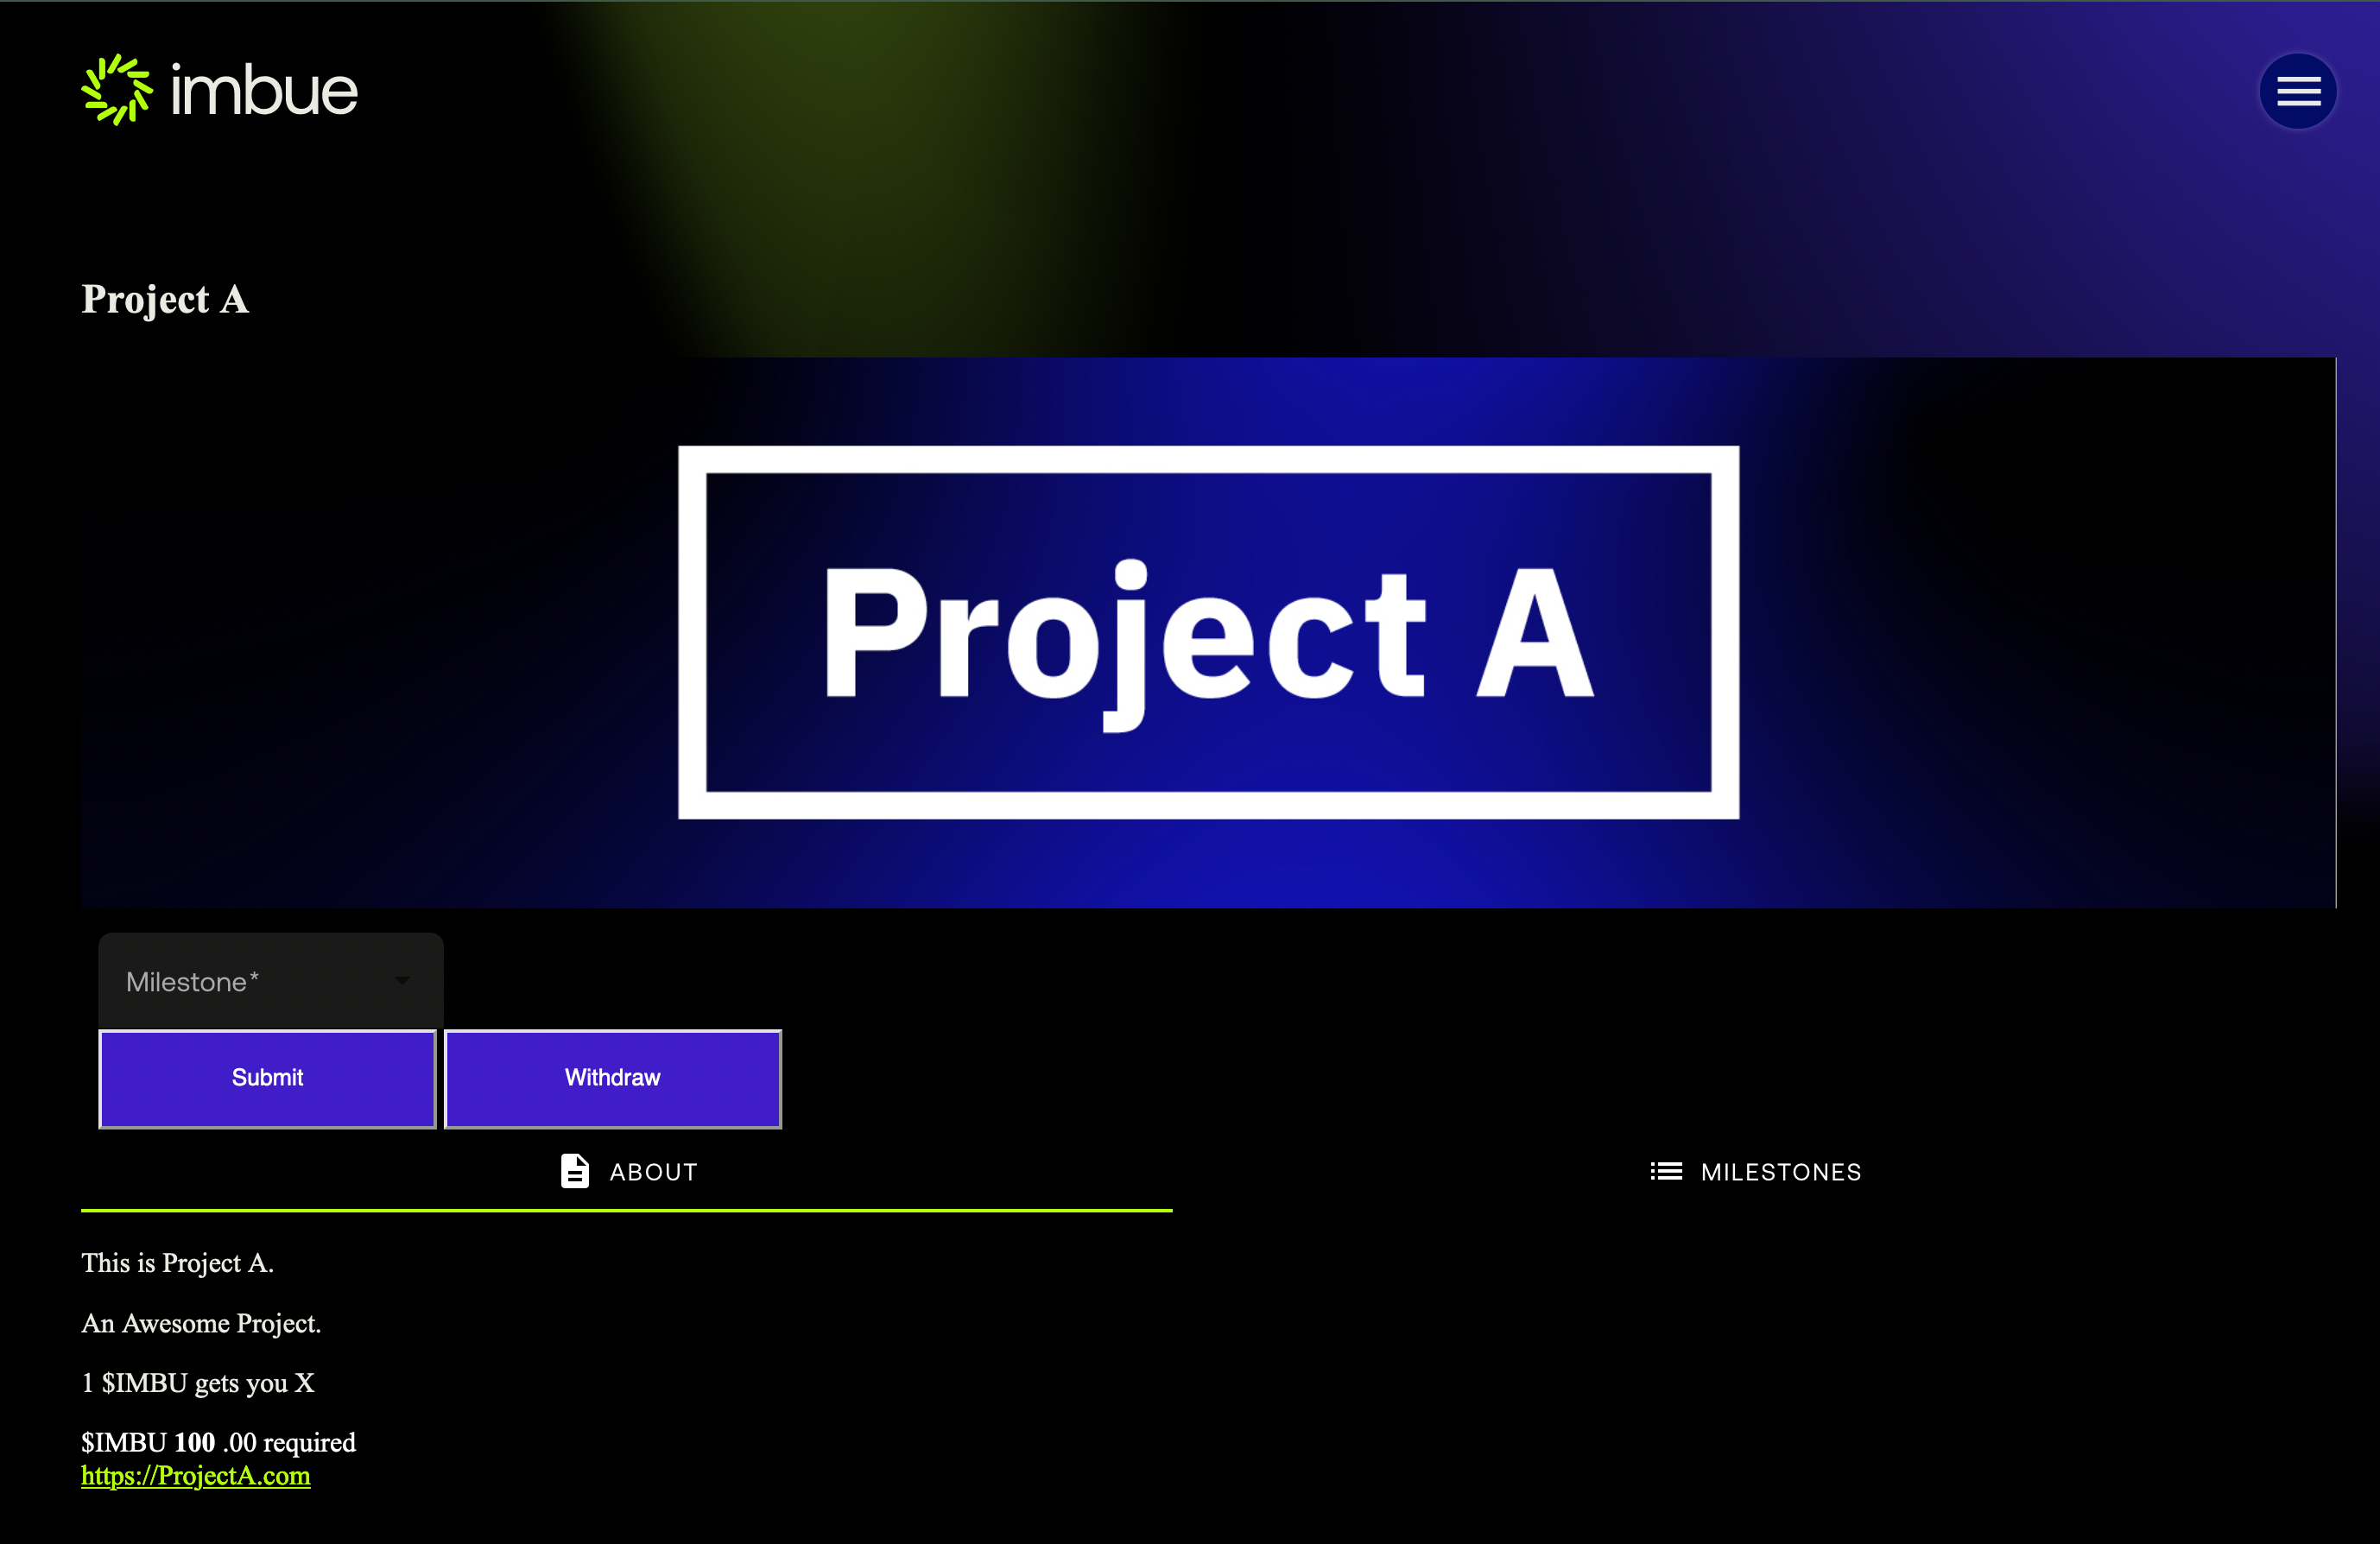 imbue
Project A
Project A
Milestone*
Submit
Withdraw
ABOUT
MILESTONES
This is Project A.
An Awesome Project.
1 $IMBU gets you X
$IMBU 100 .00 required
https://ProjectA.com